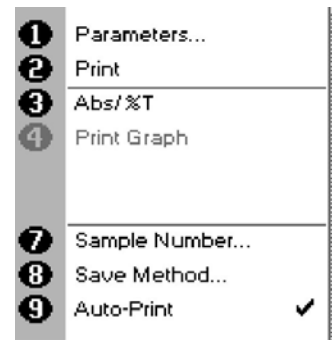 1 Parameters...
2 Print
3 Abs/%T
4 Print Graph
7 Sample Number...
8 Save Method...
9 Auto-Print ✓